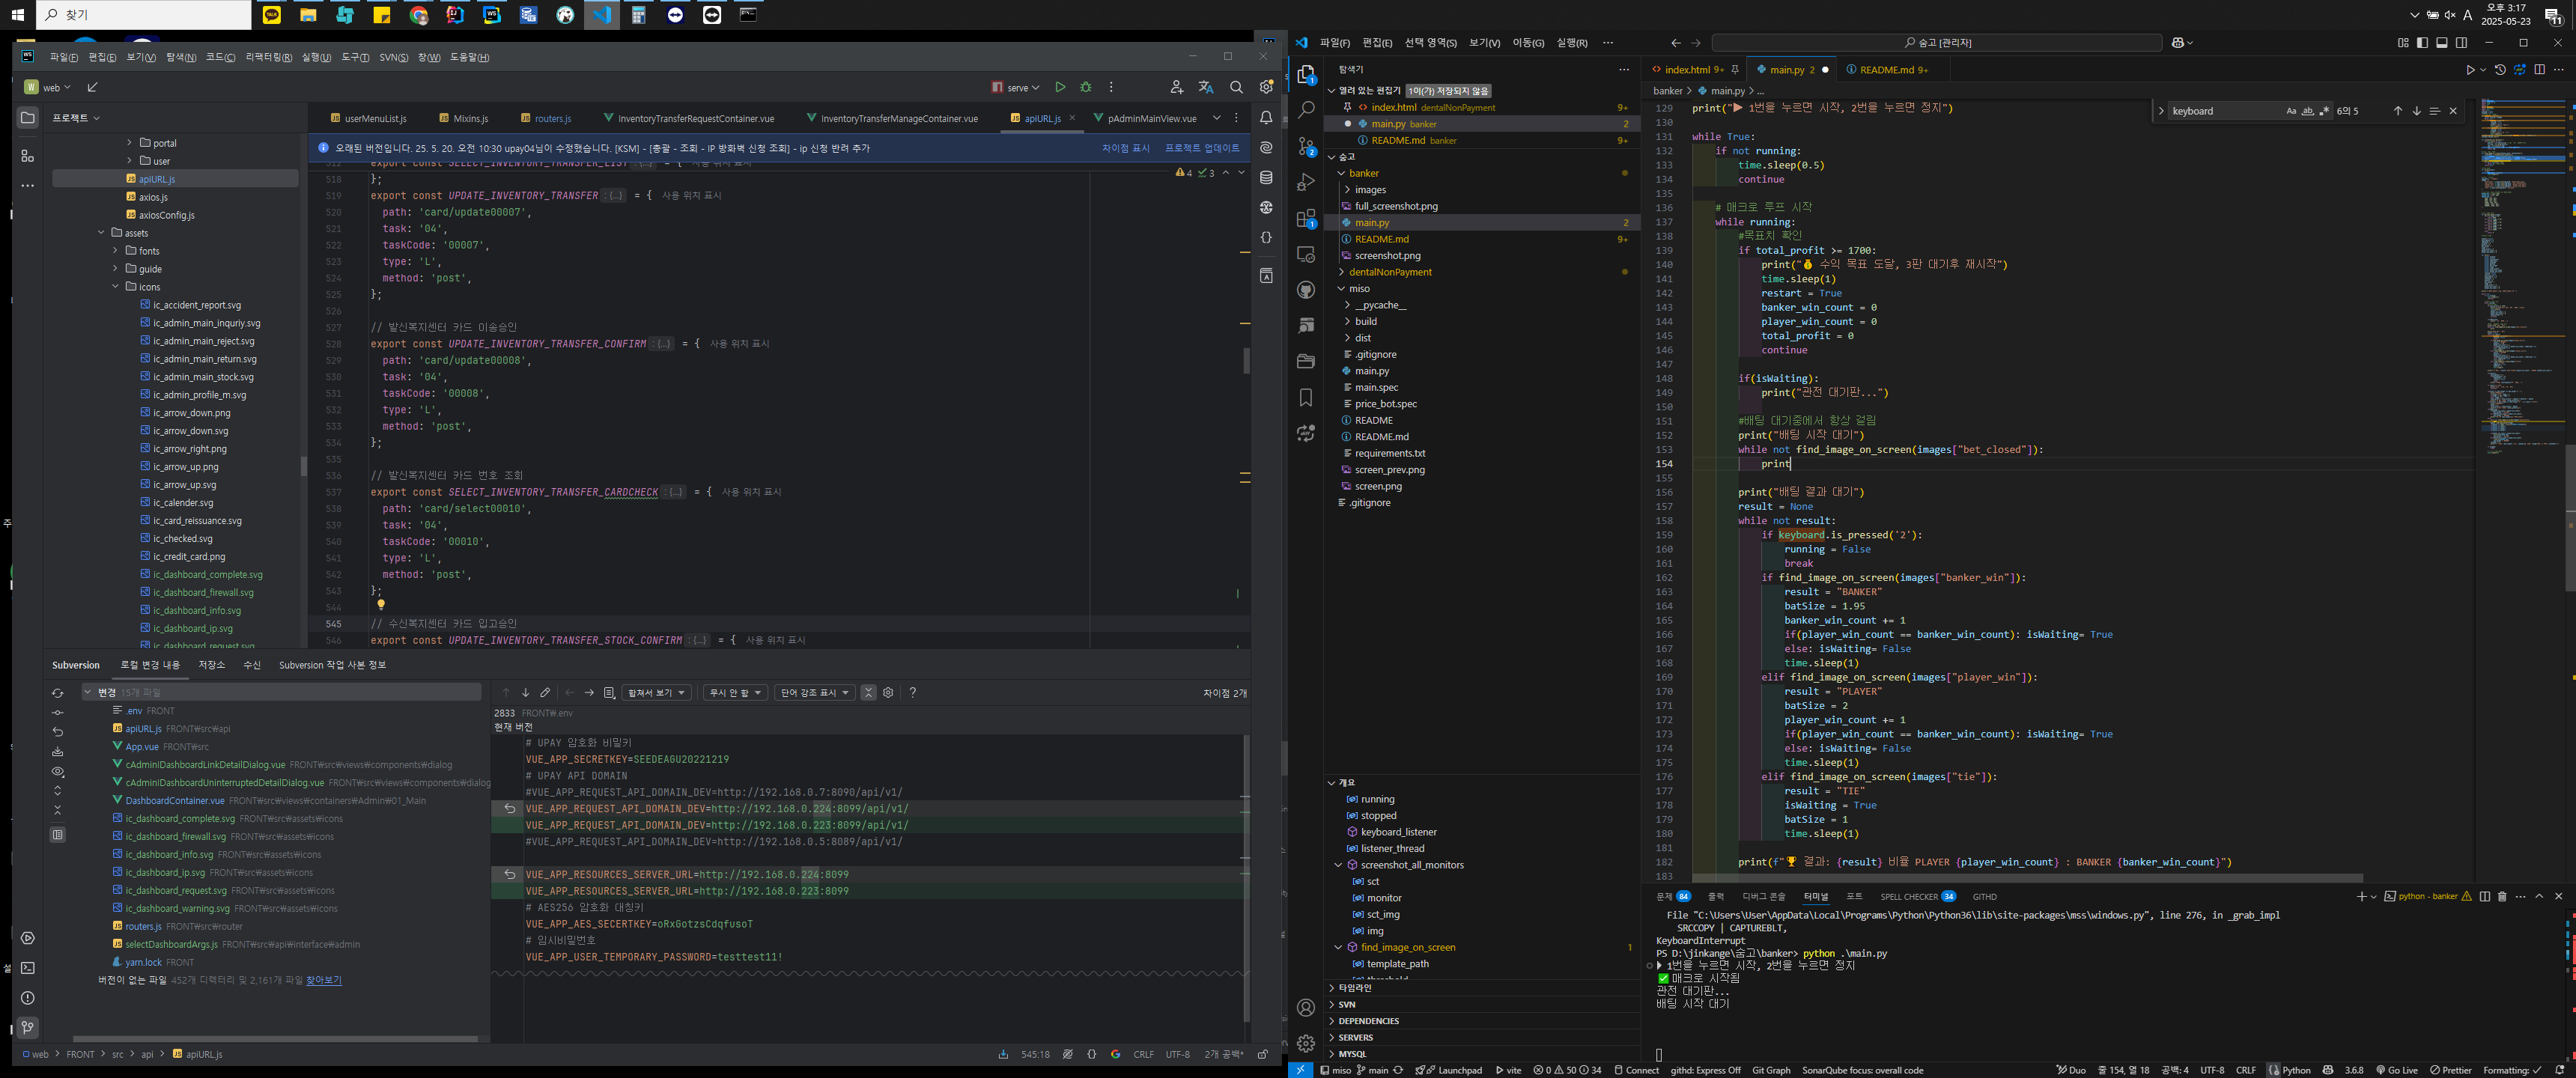 찾기
오후 3:17
2025-05-23
파일(F) 편집(E) 보기(V) 탐색(N) 코드(C) 리팩터링(R) 실행(U) 도구(T) SVN(S) 창(W) 도움말(H)
web
serve
프로젝트
userMenuList.js Mixins.js routers.js InventoryTransferRequestContainer.vue InventoryTransferManageContainer.vue apiURL.js pAdminMainView.vue
오래된 버전입니다. 25. 5. 20. 오전 10:30 upay04님이 수정했습니다. [KSM] - [총괄 - 조회 - IP 방화벽 신청 조회] - ip 신청 반려 추가
차이점 표시 프로젝트 업데이트
portal
user
apiURL.js
axios.js
axiosConfig.js
assets
fonts
guide
icons
ic_accident_report.svg
ic_admin_main_inquriy.svg
ic_admin_main_reject.svg
ic_admin_main_return.svg
ic_admin_main_stock.svg
ic_admin_profile_m.svg
ic_arrow_down.png
ic_arrow_down.svg
ic_arrow_right.png
ic_arrow_up.png
ic_arrow_up.svg
ic_calender.svg
ic_card_reissuance.svg
ic_checked.svg
ic_credit_card.png
ic_dashboard_complete.svg
ic_dashboard_firewall.svg
ic_dashboard_info.svg
ic_dashboard_ip.svg
ic_dashboard_request.svg
512 export const SELECT_INVENTORY_TRANSFER_LIST :{...} = { 사용 위치 표시
518 };
519 export const UPDATE_INVENTORY_TRANSFER :{...} = { 사용 위치 표시
520 path: 'card/update00007',
521 task: '04',
522 taskCode: '00007',
523 type: 'L',
524 method: 'post',
525 };
526
527 // 발신복지센터 카드 이송승인
528 export const UPDATE_INVENTORY_TRANSFER_CONFIRM :{...} = { 사용 위치 표시
529 path: 'card/update00008',
530 task: '04',
531 taskCode: '00008',
532 type: 'L',
533 method: 'post',
534 };
535
536 // 발신복지센터 카드 번호 조회
537 export const SELECT_INVENTORY_TRANSFER_CARDCHECK :{...} = { 사용 위치 표시
538 path: 'card/select00010',
539 task: '04',
540 taskCode: '00010',
541 type: 'L',
542 method: 'post',
543 };
544
545 // 수신복지센터 카드 입고승인
546 export const UPDATE_INVENTORY_TRANSFER_STOCK_CONFIRM :{...} = { 사용 위치 표시
4 3
Subversion 로컬 변경 내용 저장소 수신 Subversion 작업 사본 정보
변경 15개 파일
.env FRONT
apiURL.js FRONT₩src₩api
App.vue FRONT₩src
cAdminIDashboardLinkDetailDialog.vue FRONT₩src₩views₩components₩dialog
cAdminIDashboardUninterruptedDetailDialog.vue FRONT₩src₩views₩components₩dialog
DashboardContainer.vue FRONT₩src₩views₩containers₩Admin₩01_Main
ic_dashboard_complete.svg FRONT₩src₩assets₩icons
ic_dashboard_firewall.svg FRONT₩src₩assets₩icons
ic_dashboard_info.svg FRONT₩src₩assets₩icons
ic_dashboard_ip.svg FRONT₩src₩assets₩icons
ic_dashboard_request.svg FRONT₩src₩assets₩icons
ic_dashboard_warning.svg FRONT₩src₩assets₩icons
routers.js FRONT₩src₩router
selectDashboardArgs.js FRONT₩src₩api₩interface₩admin
yarn.lock FRONT
버전이 없는 파일 452개 디렉터리 및 2,161개 파일 찾아보기
합쳐서 보기 무시 안 함 단어 강조 표시 ? 차이점 2개
2833 FRONT₩.env
현재 버전
# UPAY 암호화 비밀키
VUE_APP_SECRETKEY=SEEDEAGU20221219
# UPAY API DOMAIN
#VUE_APP_REQUEST_API_DOMAIN_DEV=http://192.168.0.7:8090/api/v1/
VUE_APP_REQUEST_API_DOMAIN_DEV=http://192.168.0.224:8099/api/v1/
VUE_APP_REQUEST_API_DOMAIN_DEV=http://192.168.0.223:8099/api/v1/
#VUE_APP_REQUEST_API_DOMAIN_DEV=http://192.168.0.5:8089/api/v1/
VUE_APP_RESOURCES_SERVER_URL=http://192.168.0.224:8099
VUE_APP_RESOURCES_SERVER_URL=http://192.168.0.223:8099
# AES256 암호화 대칭키
VUE_APP_AES_SECERTKEY=oRxGotzsCdqfusoT
# 임시비밀번호
VUE_APP_USER_TEMPORARY_PASSWORD=testtest11!
web > FRONT > src > api > apiURL.js
545:18 CRLF UTF-8 2개 공백*
파일(F) 편집(E) 선택 영역(S) 보기(V) 이동(G) 실행(R) ···
숨고 [관리자]
탐색기
열려 있는 편집기 1이(가) 저장되지 않음
index.html dentalNonPayment 9+
main.py banker 2
README.md banker 9+
숨고
banker
images
full_screenshot.png
main.py 2
README.md 9+
screenshot.png
dentalNonPayment
miso
__pycache__
build
dist
.gitignore
main.py
main.spec
price_bot.spec
README
README.md
requirements.txt
screen_prev.png
screen.png
.gitignore
개요
running
stopped
keyboard_listener
listener_thread
screenshot_all_monitors
sct
monitor
sct_img
img
find_image_on_screen 1
template_path
타임라인
SVN
DEPENDENCIES
SERVERS
MYSQL
index.html 9+ main.py 2 README.md 9+
banker > main.py > ...
keyboard 6의 5
129 print("▶ 1번을 누르면 시작, 2번을 누르면 정지")
130
131 while True:
132 if not running:
133 time.sleep(0.5)
134 continue
135
136 # 매크로 루프 시작
137 while running:
138 #목표치 확인
139 if total_profit >= 1700:
140 print("💰 수익 목표 도달, 3판 대기후 재시작")
141 time.sleep(1)
142 restart = True
143 banker_win_count = 0
144 player_win_count = 0
145 total_profit = 0
146 continue
147
148 if(isWaiting):
149 print("관전 대기판...")
150
151 #배팅 대기중에서 항상 걸림
152 print("배팅 시작 대기")
153 while not find_image_on_screen(images["bet_closed"]):
154 print
155
156 print("배팅 결과 대기")
157 result = None
158 while not result:
159 if keyboard.is_pressed('2'):
160 running = False
161 break
162 if find_image_on_screen(images["banker_win"]):
163 result = "BANKER"
164 batSize = 1.95
165 banker_win_count += 1
166 if(player_win_count == banker_win_count): isWaiting= True
167 else: isWaiting= False
168 time.sleep(1)
169 elif find_image_on_screen(images["player_win"]):
170 result = "PLAYER"
171 batSize = 2
172 player_win_count += 1
173 if(player_win_count == banker_win_count): isWaiting= True
174 else: isWaiting= False
175 time.sleep(1)
176 elif find_image_on_screen(images["tie"]):
177 result = "TIE"
178 isWaiting = True
179 batSize = 1
180 time.sleep(1)
181
182 print(f"🏆 결과: {result} 비율 PLAYER {player_win_count} : BANKER {banker_win_count}")
183
문제 84 출력 디버그 콘솔 터미널 포트 SPELL CHECKER 34 GITHD
python - banker
File "C:\Users\User\AppData\Local\Programs\Python\Python36\lib\site-packages\mss\windows.py", line 276, in _grab_impl
SRCCOPY | CAPTUREBLT,
KeyboardInterrupt
PS D:\jinkange\숨고\banker> python .\main.py
▶ 1번을 누르면 시작, 2번을 누르면 정지
✅ 매크로 시작됨
관전 대기판...
배팅 시작 대기
miso main Launchpad vite 0 50 34 Connect githd: Express Off Git Graph SonarQube focus: overall code
Duo 줄 154, 열 18 공백: 4 UTF-8 CRLF Python 3.6.8 Go Live Prettier Formatting: ✓